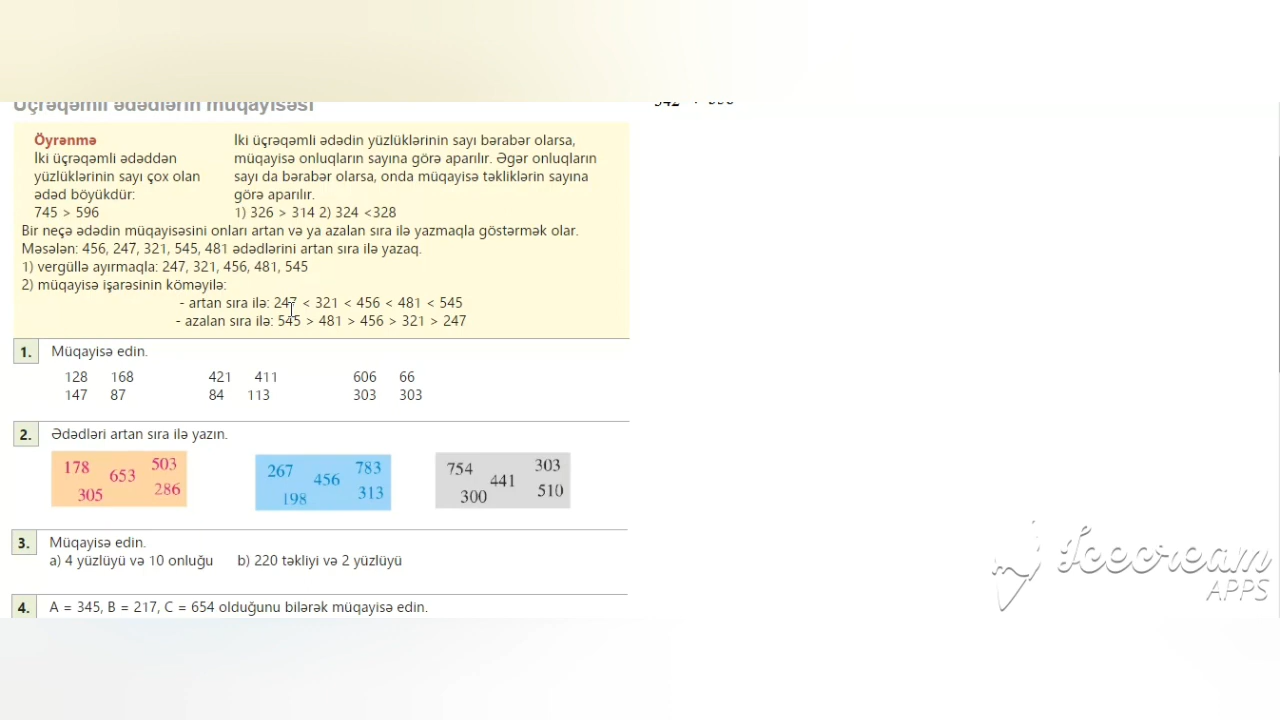 Üçrəqəmli ədədlərin müqayisəsi
Öyrənmə
İki üçrəqəmli ədəddən
yüzlüklərinin sayı çox olan
ədəd böyükdür:
745 > 596
İki üçrəqəmli ədədin yüzlüklərinin sayı bərabər olarsa,
müqayisə onluqların sayına görə aparılır. Əgər onluqların
sayı da bərabər olarsa, onda müqayisə təkliklərin sayına
görə aparılır.
1) 326 > 314 2) 324 <328
Bir neçə ədədin müqayisəsini onları artan və ya azalan sıra ilə yazmaqla göstərmək olar.
Məsələn: 456, 247, 321, 545, 481 ədədlərini artan sıra ilə yazaq.
1) vergüllə ayırmaqla: 247, 321, 456, 481, 545
2) müqayisə işarəsinin köməyilə:
- artan sıra ilə: 247 < 321 < 456 < 481 < 545
- azalan sıra ilə: 545 > 481 > 456 > 321 > 247
1. Müqayisə edin.
128 168 421 411 606 66
147 87 84 113 303 303
2. Ədədləri artan sıra ilə yazın.
178 653 503
305 286
267 456 783
198 313
754 441 303
300 510
3. Müqayisə edin.
a) 4 yüzlüyü və 10 onluğu b) 220 təkliyi və 2 yüzlüyü
4. A = 345, B = 217, C = 654 olduğunu bilərək müqayisə edin.
Icecream
APPS